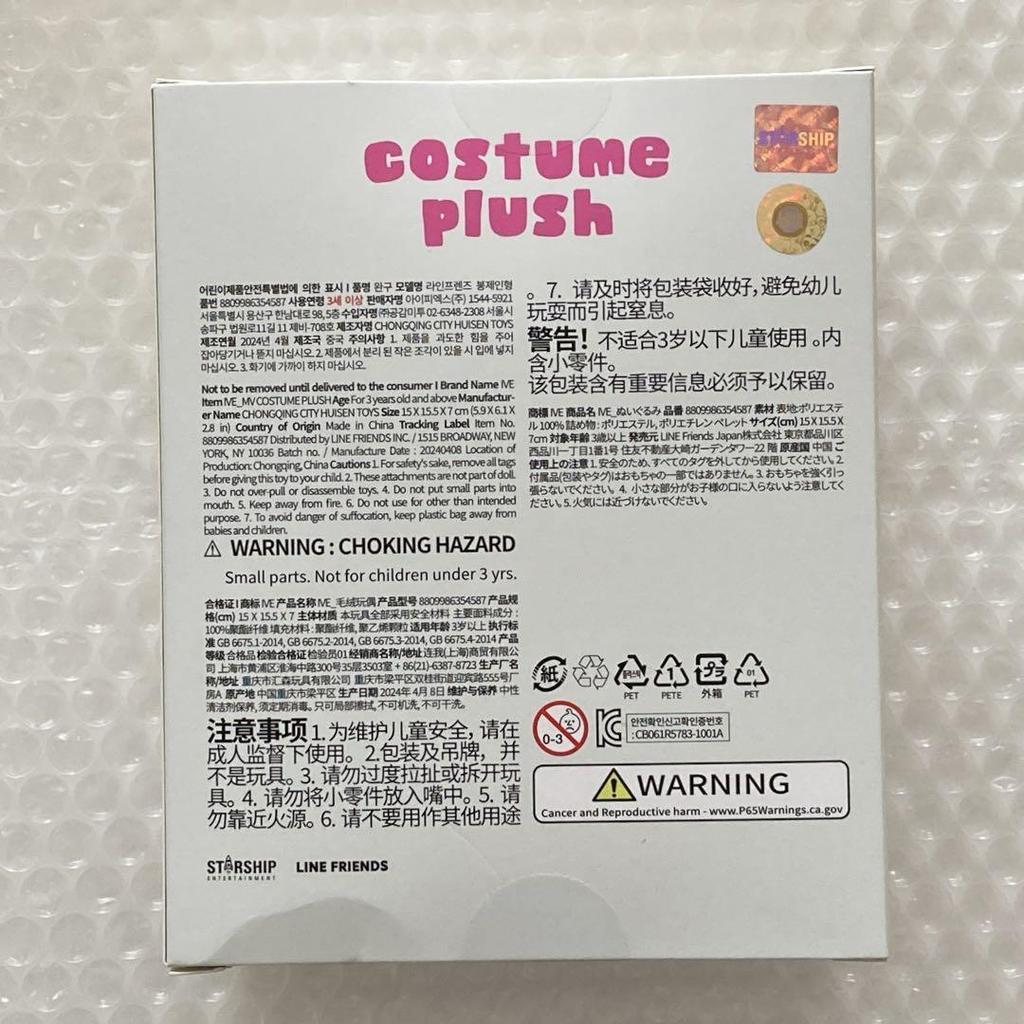 costume
plush
STARSHIP
어린이제품안전특별법에 의한 표시 I 품명 완구 모델명 라인프렌즈 봉제인형
품번 8809986354587 사용연령 3세 이상 판매자명 아이피엑스(주) 1544-5921
서울특별시 용산구 한남대로 98, 5층 수입자명 ㈜공감미투 02-6348-2308 서울시
송파구 법원로11길 11 제비-708호 제조자명 CHONGQING CITY HUISEN TOYS
제조연월 2024년 4월 제조국 중국 주의사항 1. 제품을 과도한 힘을 주어
잡아당기거나 뜯지 마십시오. 2. 제품에서 분리 된 작은 조각이 있을 시 입에 넣지
마십시오. 3. 화기에 가까이 하지 마십시오.
Not to be removed until delivered to the consumer I Brand Name IVE
Item IVE_MV COSTUME PLUSH Age For 3 years old and above Manufactur-
er Name CHONGQING CITY HUISEN TOYS Size 15 X 15.5 X 7 cm (5.9 X 6.1 X
2.8 in) Country of Origin Made in China Tracking Label Item No.
8809986354587 Distributed by LINE FRIENDS INC. / 1515 BROADWAY, NEW
YORK, NY 10036 Batch no. / Manufacture Date : 20240408 Location of
Production: Chongqing, China Cautions 1. For safety's sake, remove all tags
before giving this toy to your child. 2. These attachments are not part of doll.
3. Do not over-pull or disassemble toys. 4. Do not put small parts into
mouth. 5. Keep away from fire. 6. Do not use for other than intended
purpose. 7. To avoid danger of suffocation, keep plastic bag away from
babies and children.
⚠ WARNING : CHOKING HAZARD
Small parts. Not for children under 3 yrs.
合格证 I 商标 IVE 产品名称 IVE_毛绒玩偶 产品型号 8809986354587 产品规
格(cm) 15 X 15.5 X 7 主体材质 本玩具全部采用安全材料 主要面料成分 :
100%聚酯纤维 填充材料 : 聚酯纤维, 聚乙烯颗粒 适用年龄 3岁以上 执行标
准 GB 6675.1-2014, GB 6675.2-2014, GB 6675.3-2014, GB 6675.4-2014 产品
等级 合格品 检验合格证 检验员01 经销商名称/地址 连我(上海)商贸有限公
司 上海市黄浦区淮海中路300号35层3503室 + 86(21)-6387-8723 生产厂名
称/地址 重庆市汇森玩具有限公司 重庆市梁平区双桂街道迎宾路555号厂
房A 原产地 中国重庆市梁平区 生产日期 2024年 4月 8日 维护与保养 中性
清洁剂保养, 须定期消毒。只可局部擦拭, 不可机洗, 不可干洗。
注意事项 1. 为维护儿童安全, 请在
成人监督下使用。 2.包装及吊牌，并
不是玩具。3. 请勿过度拉扯或拆开玩
具。4. 请勿将小零件放入嘴中。5. 请
勿靠近火源。6. 请不要用作其他用途
。7. 请及时将包装袋收好, 避免幼儿
玩耍而引起窒息。
警告! 不适合3岁以下儿童使用 。内
含小零件。
该包装含有重要信息必须予以保留。
商標 IVE 商品名 IVE_ぬいぐるみ 品番 8809986354587 素材 表地:ポリエステ
ル 100% 詰め物 : ポリエステル, ポリエチレン ペレット サイズ(cm) 15 X 15.5 X
7cm 対象年齢 3歳以上 発売元 LINE Friends Japan株式会社 東京都品川区
西品川一丁目1番1号 住友不動産大崎ガーデンタワー22 階 原産国 中国 ご
使用上の注意 1. 安全のため、すべてのタグを外してから使用してください。2.
付属品(包装やタグ)はおもちゃの一部ではありません。3. おもちゃを強く引っ
張らないでください。4. 小さな部分がお子様の口に入らないよう注意してく
ださい。5. 火気には近づけないでください。
紙 플라스틱 1 プラ 01
PET PETE 外箱 PET
0-3
안전확인신고확인증번호
: CB061R5783-1001A
WARNING
Cancer and Reproductive harm - www.P65Warnings.ca.gov
STARSHIP
ENTERTAINMENT
LINE FRIENDS